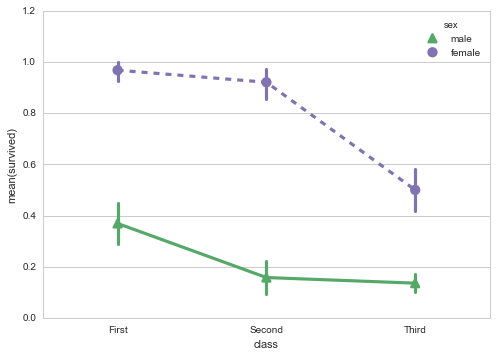 1.2
1.0
0.8
0.6
0.4
0.2
0.0
mean(survived)
sex
male
female
First Second Third
class